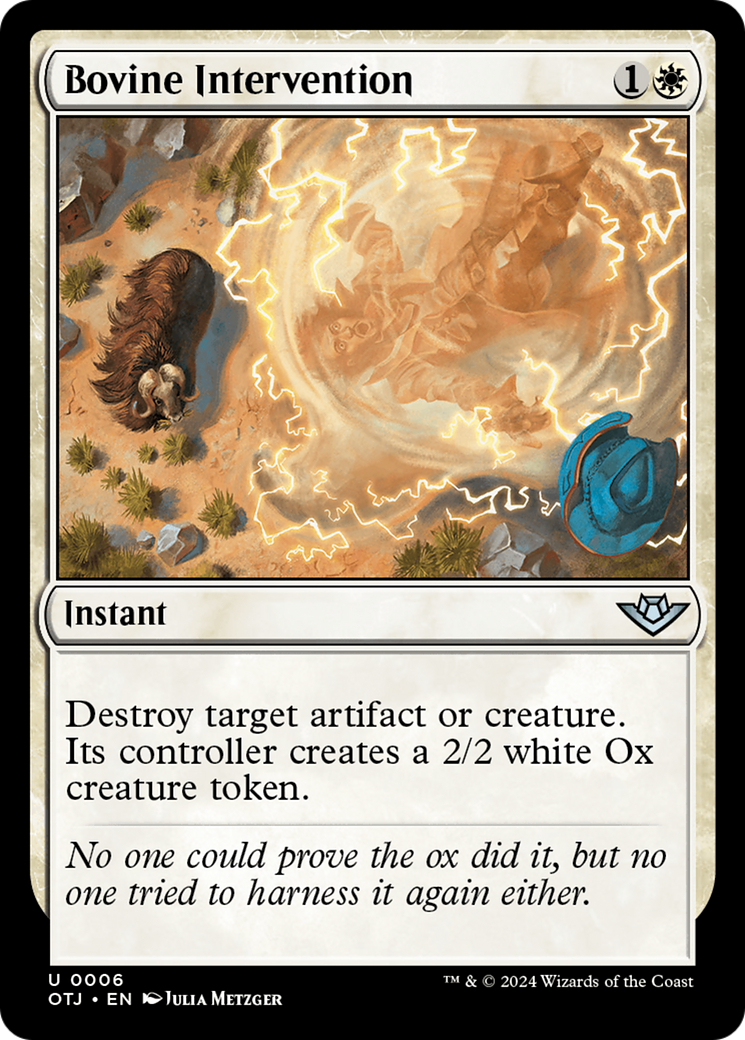 Bovine Intervention 1
Instant
Destroy target artifact or creature.
Its controller creates a 2/2 white Ox
creature token.
No one could prove the ox did it, but no
one tried to harness it again either.
U 0006
OTJ • EN Julia Metzger
™ & © 2024 Wizards of the Coast